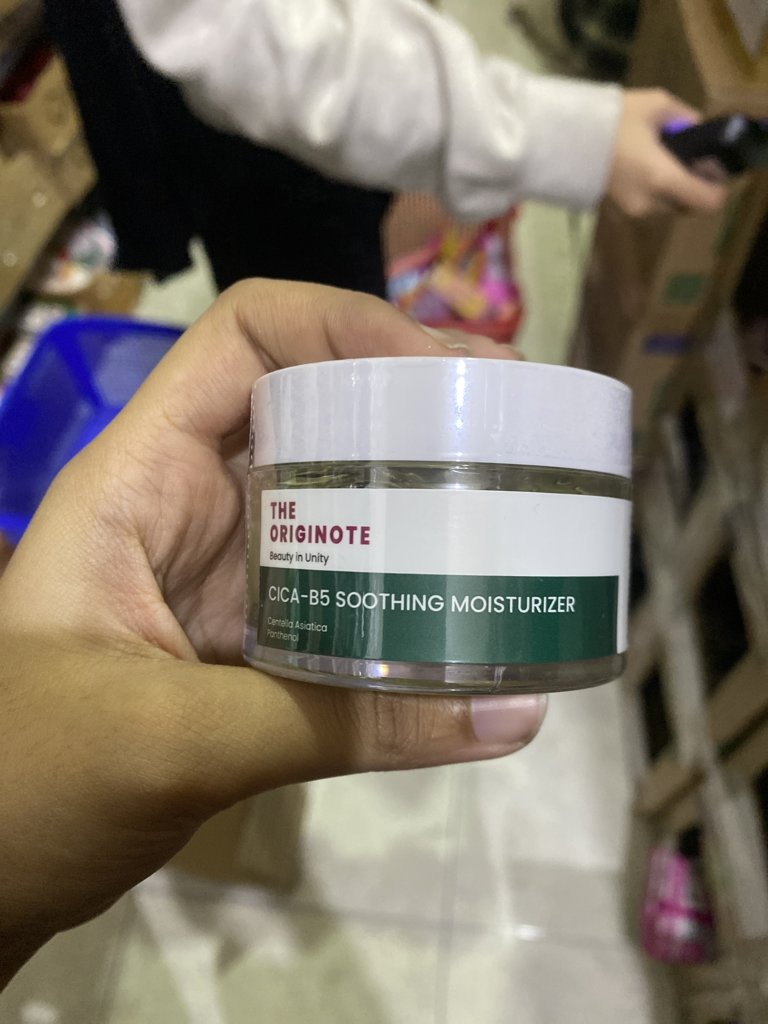 THE
ORIGINOTE
Beauty in Unity
CICA-B5 SOOTHING MOISTURIZER
Centella Asiatica
Panthenol